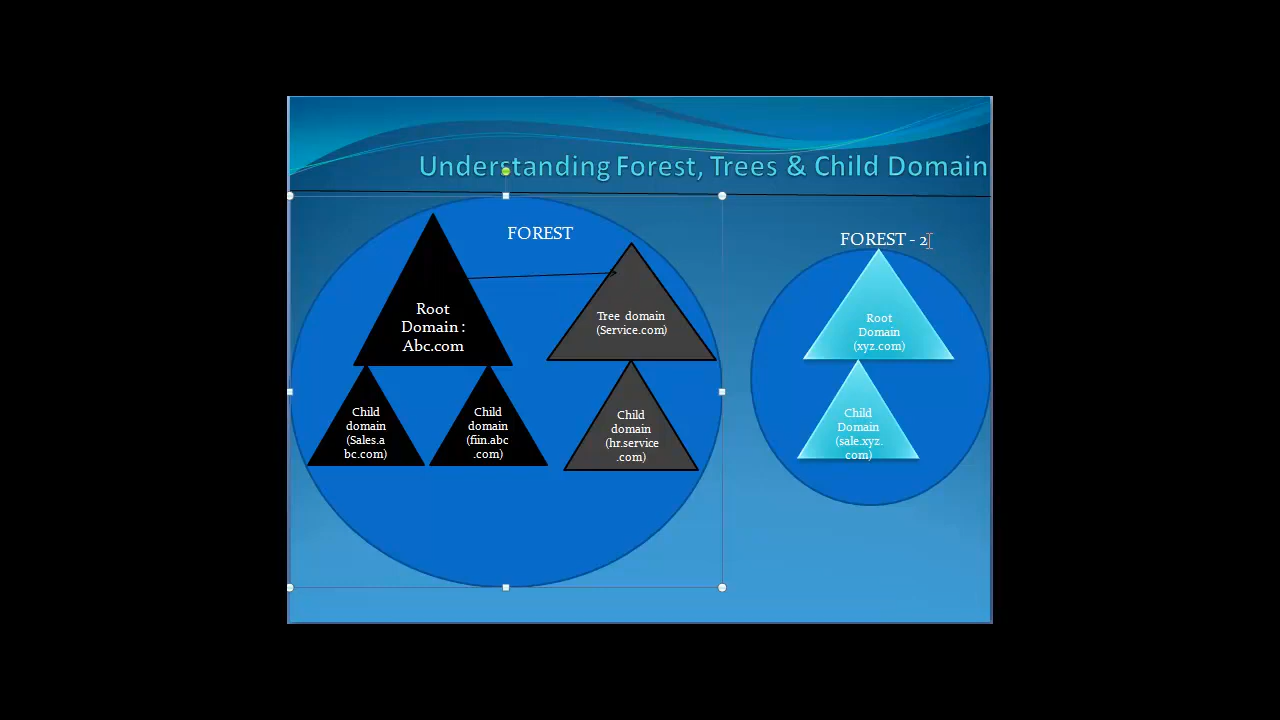 Understanding Forest, Trees & Child Domain
FOREST
Root
Domain :
Abc.com
Tree domain
(Service.com)
Child
domain
(Sales.a
bc.com)
Child
domain
(fiin.abc
.com)
Child
domain
(hr.service
.com)
FOREST - 2
Root
Domain
(xyz.com)
Child
Domain
(sale.xyz.
com)